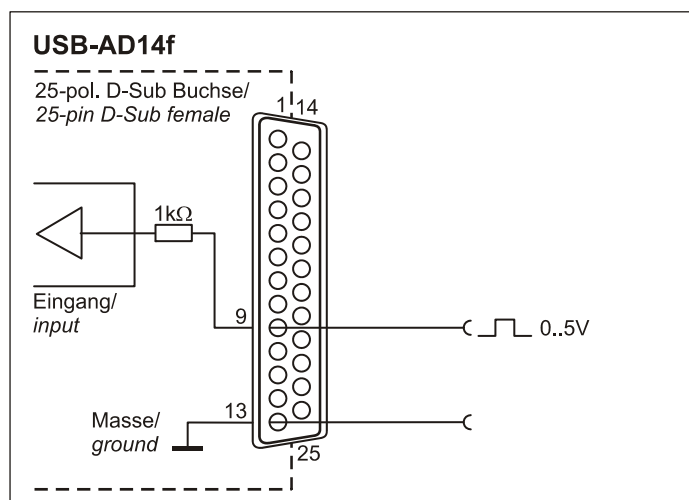 USB-AD14f
25-pol. D-Sub Buchse/
25-pin D-Sub female
1 14
1kΩ
Eingang/
input
9
0..5V
13
Masse/
ground
25